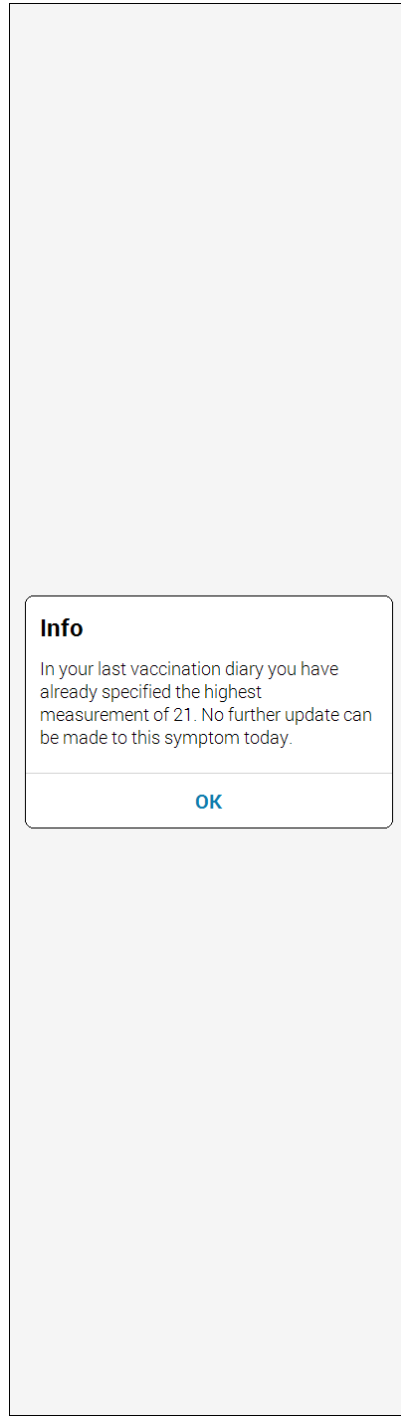 Info
In your last vaccination diary you have
already specified the highest
measurement of 21. No further update can
be made to this symptom today.
OK